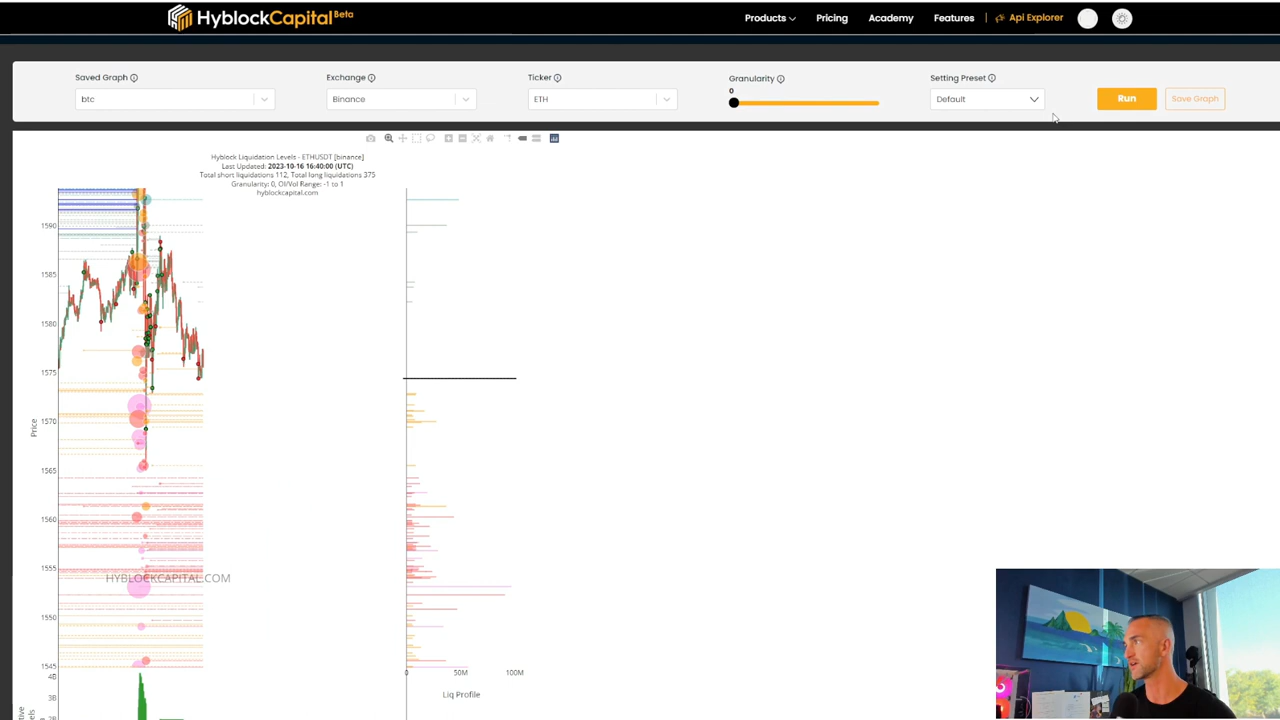 HyblockCapital Beta
Products Pricing Academy Features Api Explorer
Saved Graph Exchange Ticker Granularity Setting Preset
0
btc Binance ETH Default Run Save Graph
Hyblock Liquidation Levels - ETHUSDT [binance]
Last Updated: 2023-10-16 16:40:00 (UTC)
Total short liquidations 112, Total long liquidations 375
Granularity: 0, OI/Vol Range: -1 to 1
hyblockcapital.com
1590
1585
1580
1575
1570
Price
1565
1560
1555
HYBLOCKCAPITAL.COM
1550
1545
0 50M 100M
4B
Liq Profile
3B
2B